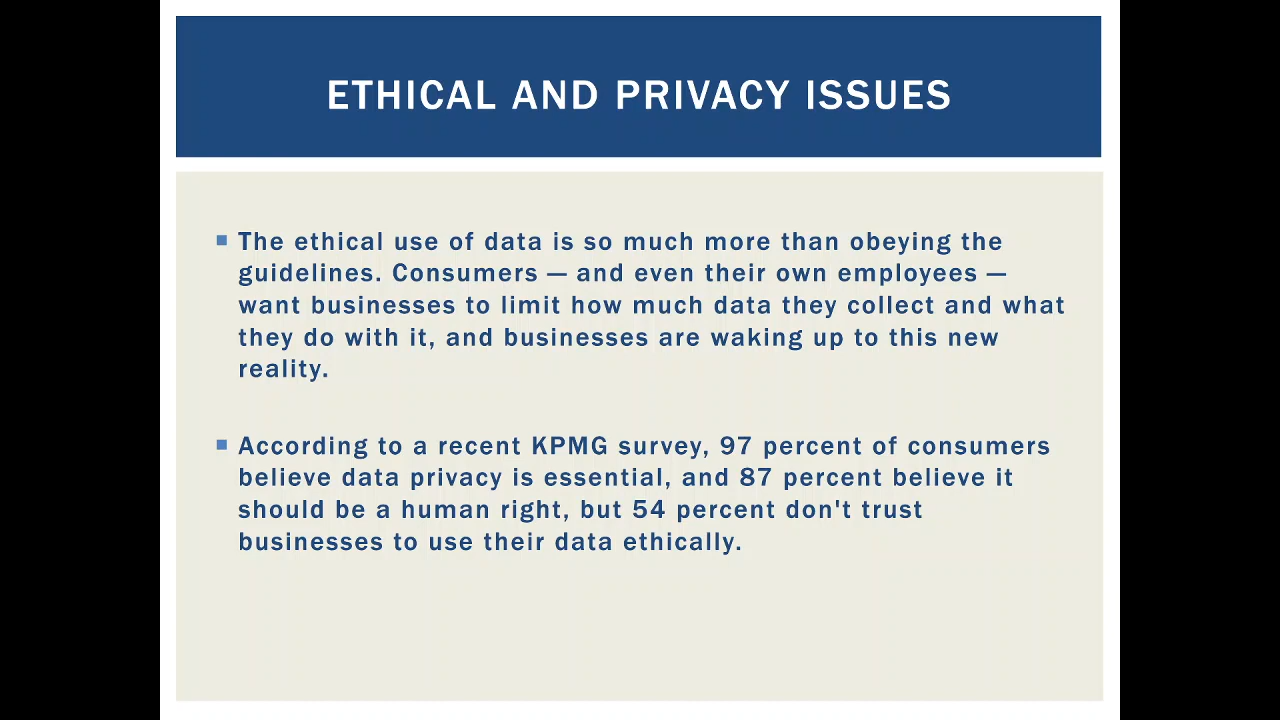 ETHICAL AND PRIVACY ISSUES
The ethical use of data is so much more than obeying the
guidelines. Consumers — and even their own employees —
want businesses to limit how much data they collect and what
they do with it, and businesses are waking up to this new
reality.
According to a recent KPMG survey, 97 percent of consumers
believe data privacy is essential, and 87 percent believe it
should be a human right, but 54 percent don't trust
businesses to use their data ethically.